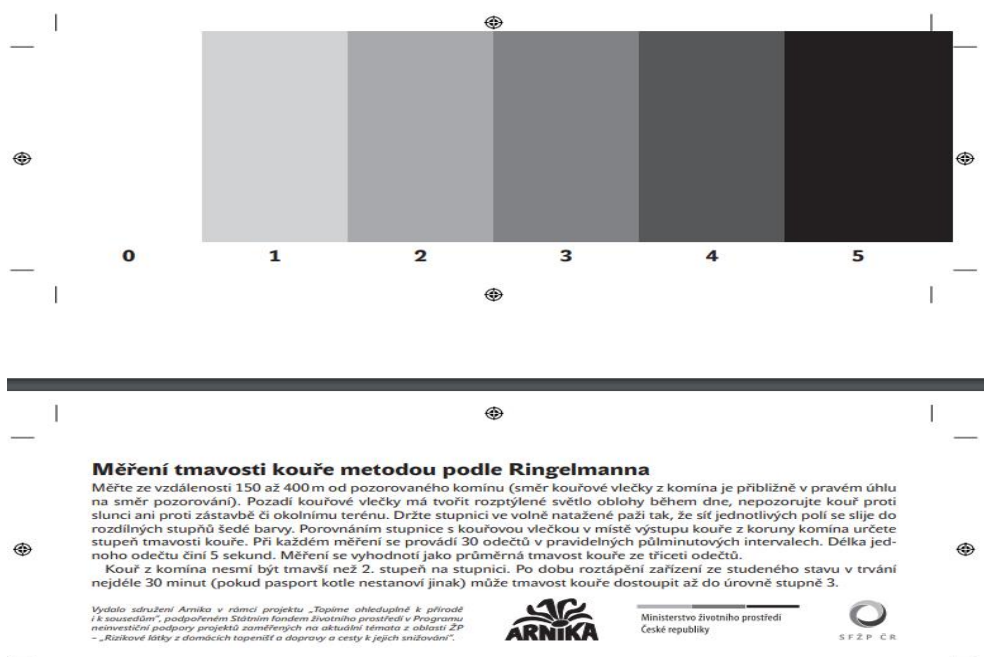 0 1 2 3 4 5
Měření tmavosti kouře metodou podle Ringelmanna
Měřte ze vzdálenosti 150 až 400 m od pozorovaného komínu (směr kouřové vlečky z komína je přibližně v pravém úhlu
na směr pozorování). Pozadí kouřové vlečky má tvořit rozptýlené světlo oblohy během dne, nepozorujte kouř proti
slunci ani proti zástavbě či okolnímu terénu. Držte stupnici ve volně natažené paži tak, že síť jednotlivých polí se slije do
rozdílných stupňů šedé barvy. Porovnáním stupnice s kouřovou vlečkou v místě výstupu kouře z koruny komína určete
stupeň tmavosti kouře. Při každém měření se provádí 30 odečtů v pravidelných půlminutových intervalech. Délka jed-
noho odečtu činí 5 sekund. Měření se vyhodnotí jako průměrná tmavost kouře ze třiceti odečtů.
Kouř z komína nesmí být tmavší než 2. stupeň na stupnici. Po dobu roztápění zařízení ze studeného stavu v trvání
nejdéle 30 minut (pokud pasport kotle nestanoví jinak) může tmavost kouře dostoupit až do úrovně stupně 3.
Vydalo sdružení Arnika v rámci projektu „Topíme ohleduplně k přírodě
i k sousedům“, podpořeném Státním fondem životního prostředí v Programu
neinvestiční podpory projektů zaměřených na aktuální témata z oblasti ŽP
– „Rizikové látky z domácích topenišť a dopravy a cesty k jejich snižování“.
ARNIKA
Ministerstvo životního prostředí
České republiky
SFŽP ČR